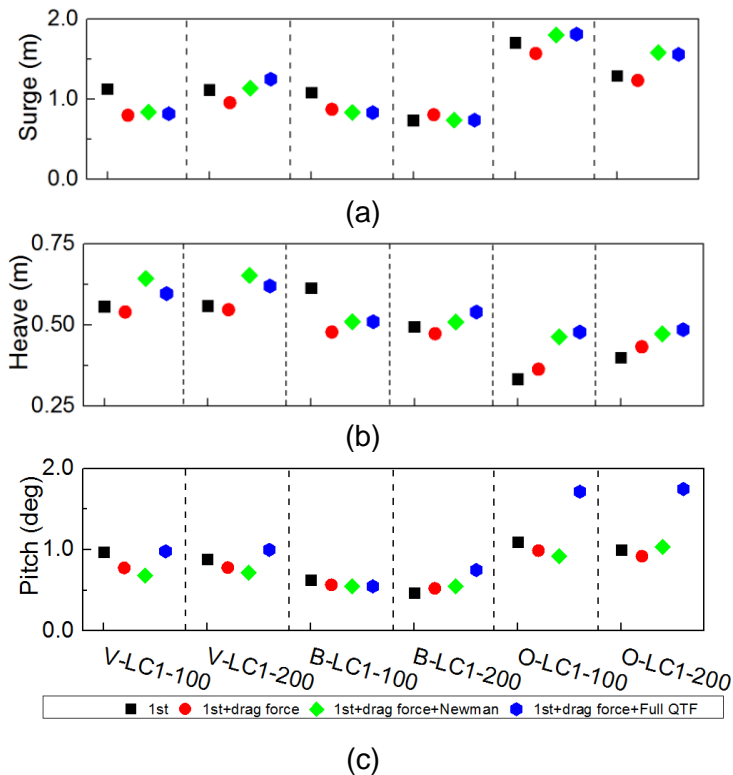 2.0
1.0
0.0
Surge (m)
(a)
0.75
0.50
0.25
Heave (m)
(b)
2.0
1.0
0.0
Pitch (deg)
V-LC1-100 V-LC1-200 B-LC1-100 B-LC1-200 O-LC1-100 O-LC1-200
1st 1st+drag force 1st+drag force+Newman 1st+drag force+Full QTF
(c)